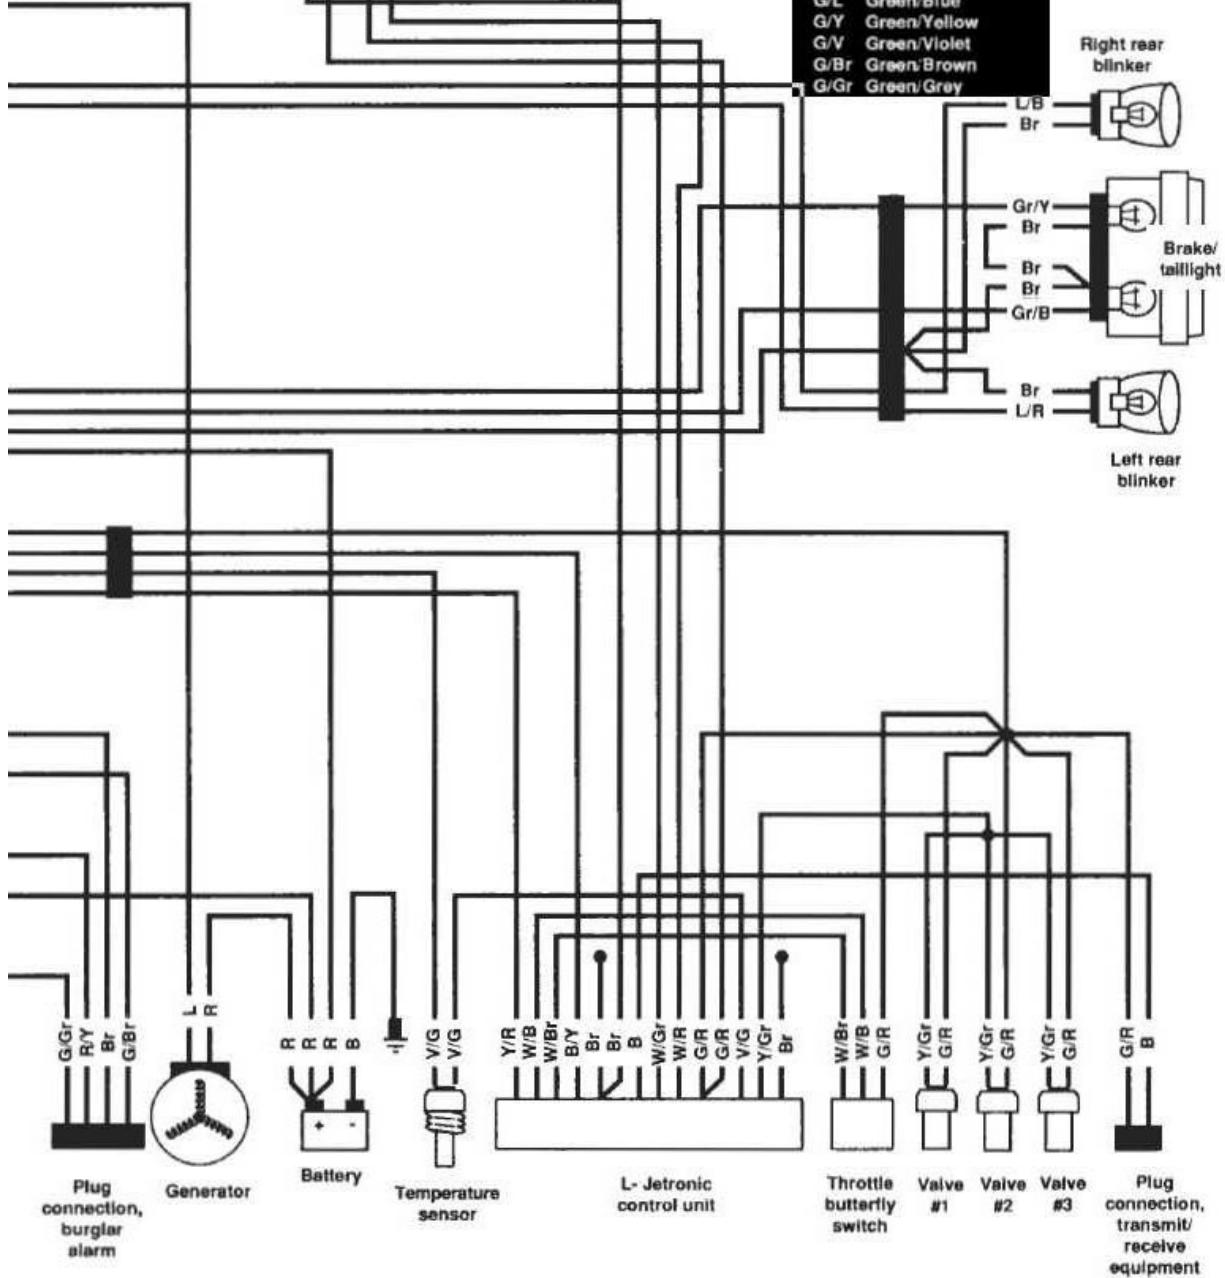 G/L Green/Blue
G/Y Green/Yellow
G/V Green/Violet
G/Br Green/Brown
G/Gr Green/Grey
Right rear
blinker
L/B
Br
Gr/Y
Br
Br
Br
Gr/B
Brake/
taillight
Br
L/R
Left rear
blinker
G/Gr
R/Y
Br
G/Br
L
R
R
R
R
B
V/G
V/G
Y/R
W/B
W/Br
B/Y
Br
Br
B
W/Gr
W/R
G/R
G/R
V/G
Y/Gr
Br
W/Br
W/B
G/R
Y/Gr
G/R
Y/Gr
G/R
Y/Gr
G/R
G/R
B
+ -
Plug
connection,
burglar
alarm
Generator
Battery
Temperature
sensor
L- Jetronic
control unit
Throttle
butterfly
switch
Valve
#1
Valve
#2
Valve
#3
Plug
connection,
transmit/
receive
equipment